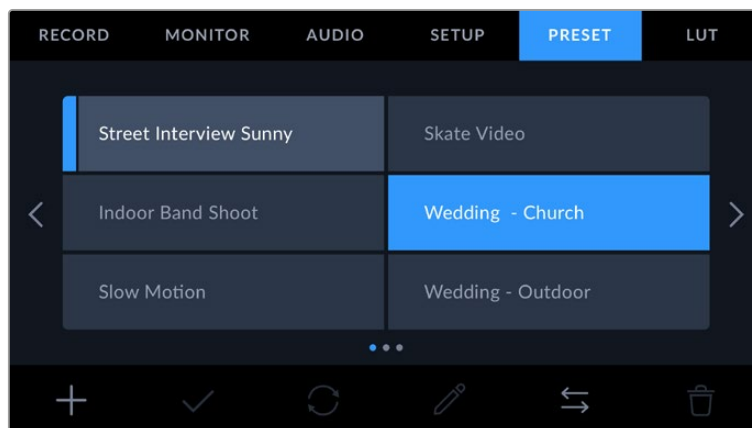 RECORD MONITOR AUDIO SETUP PRESET LUT
Street Interview Sunny Skate Video
Indoor Band Shoot Wedding - Church
Slow Motion Wedding - Outdoor